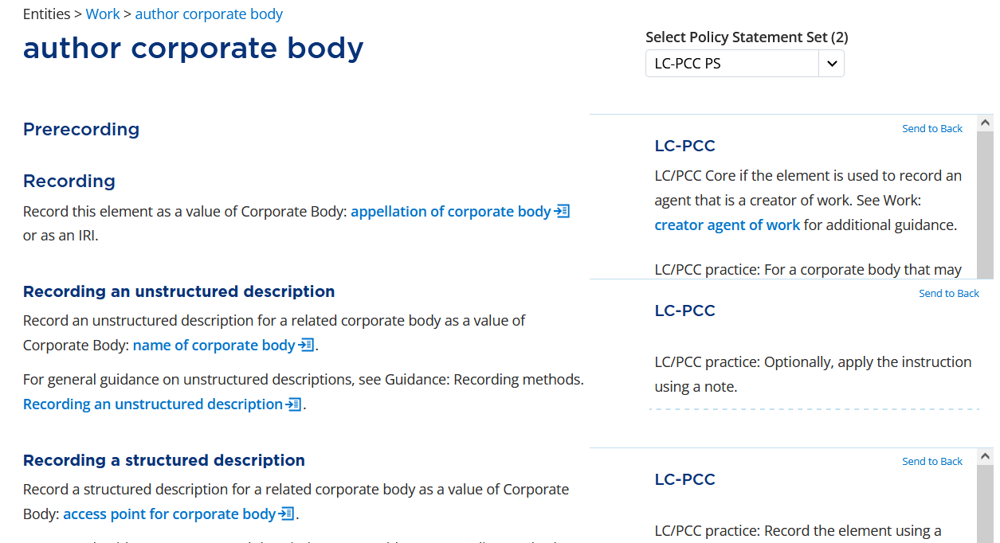 Entities > Work > author corporate body
author corporate body
Select Policy Statement Set (2)
LC-PCC PS
Prerecording
Recording
Record this element as a value of Corporate Body: appellation of corporate body
or as an IRI.
Recording an unstructured description
Record an unstructured description for a related corporate body as a value of
Corporate Body: name of corporate body.
For general guidance on unstructured descriptions, see Guidance: Recording methods.
Recording an unstructured description.
Recording a structured description
Record a structured description for a related corporate body as a value of Corporate
Body: access point for corporate body.
Send to Back
LC-PCC
LC/PCC Core if the element is used to record an
agent that is a creator of work. See Work:
creator agent of work for additional guidance.
LC/PCC practice: For a corporate body that may
Send to Back
LC-PCC
LC/PCC practice: Optionally, apply the instruction
using a note.
Send to Back
LC-PCC
LC/PCC practice: Record the element using a